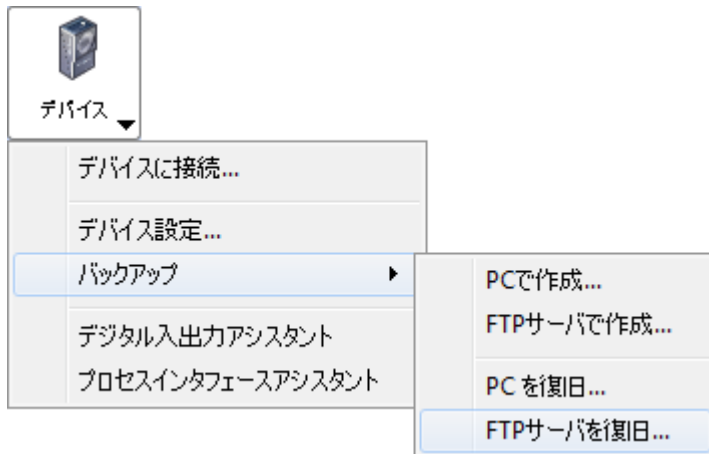 デバイス
デバイスに接続...
デバイス設定...
バックアップ
PCで作成...
FTPサーバで作成...
デジタル入出力アシスタント
プロセスインタフェースアシスタント
PC を復旧...
FTPサーバを復旧...